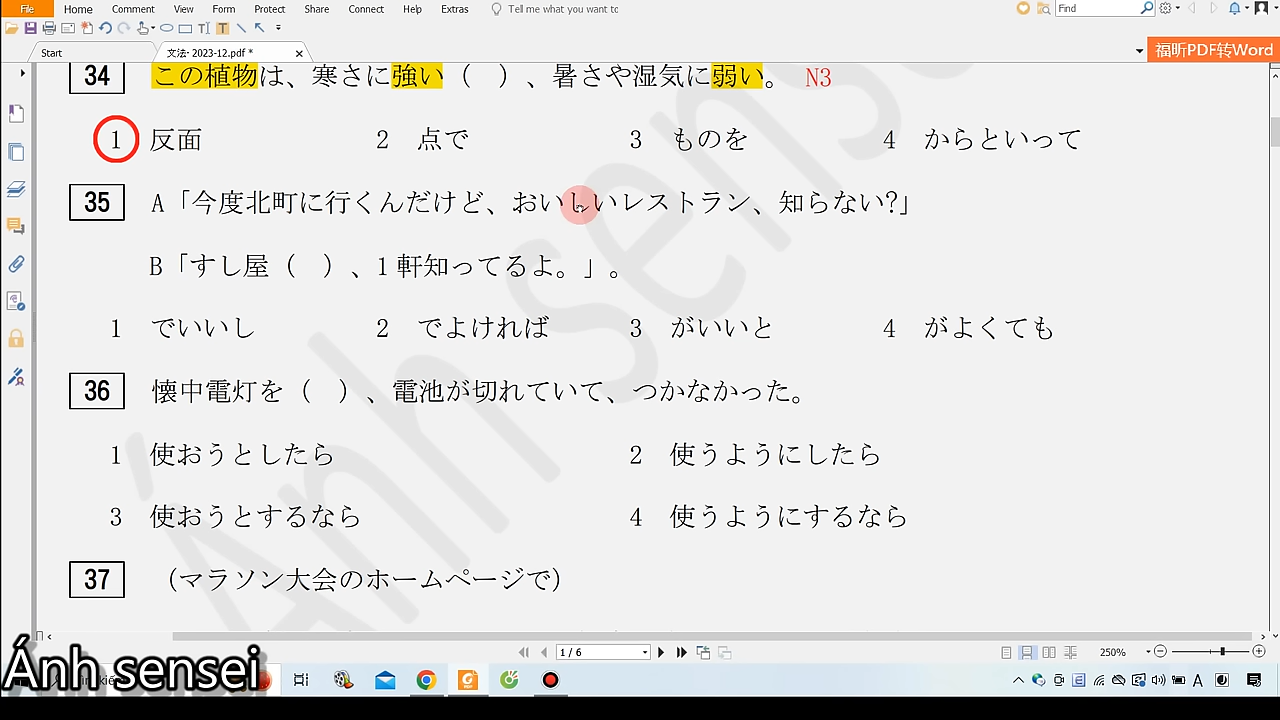 File Home Comment View Form Protect Share Connect Help Extras Tell me what you want to Find
Start 文法- 2023-12.pdf * 福昕PDF转Word
34 この植物は、寒さに強い（　）、暑さや湿気に弱い。 N3
1 反面 2 点で 3 ものを 4 からといって
35 A「今度北町に行くんだけど、おいしいレストラン、知らない?」
B「すし屋（　）、1軒知ってるよ。」。
1 でいいし 2 でよければ 3 がいいと 4 がよくても
36 懐中電灯を（　）、電池が切れていて、つかなかった。
1 使おうとしたら 2 使うようにしたら
3 使おうとするなら 4 使うようにするなら
37 （マラソン大会のホームページで）
Ánh sens
1 / 6 250%
Ánh sensei